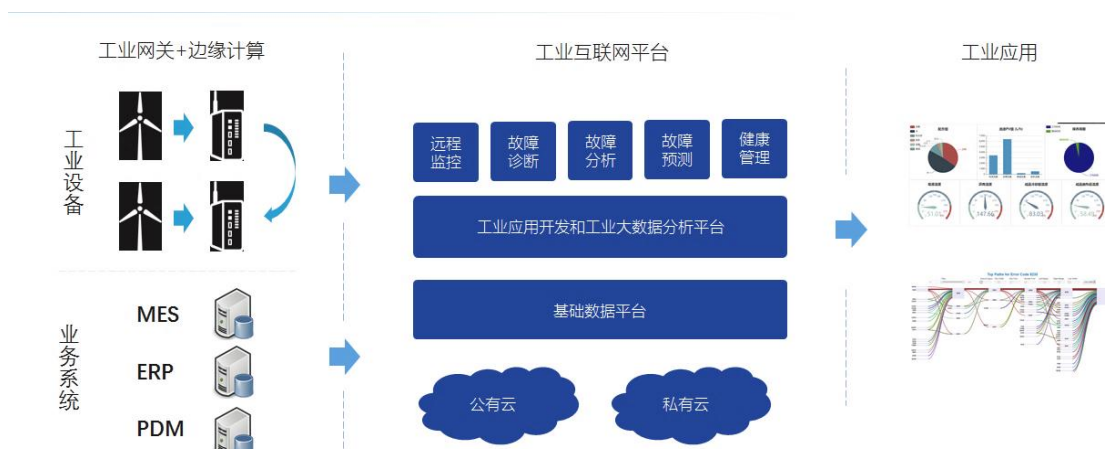 工业网关+边缘计算
工业互联网平台
工业应用
工业设备
远程
监控
故障
诊断
故障
分析
故障
预测
健康
管理
工业应用开发和工业大数据分析平台
基础数据平台
公有云
私有云
业务系统
MES
ERP
PDM